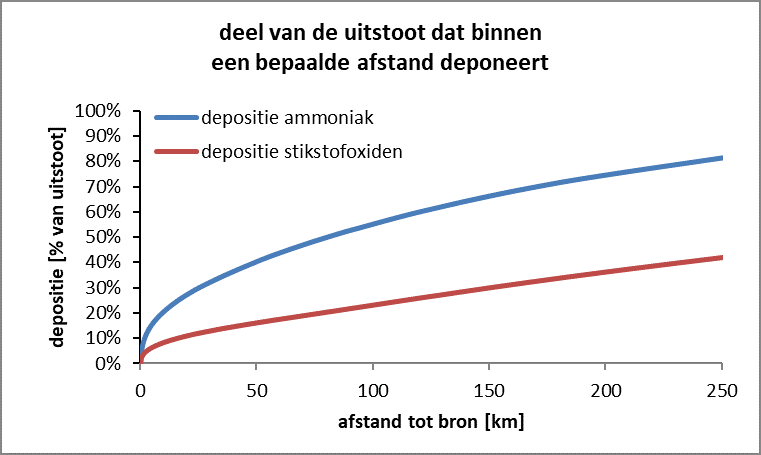 deel van de uitstoot dat binnen
een bepaalde afstand deponeert
depositie [% van uitstoot]
100%
90%
80%
70%
60%
50%
40%
30%
20%
10%
0%
depositie ammoniak
depositie stikstofoxiden
0
50
100
150
200
250
afstand tot bron [km]